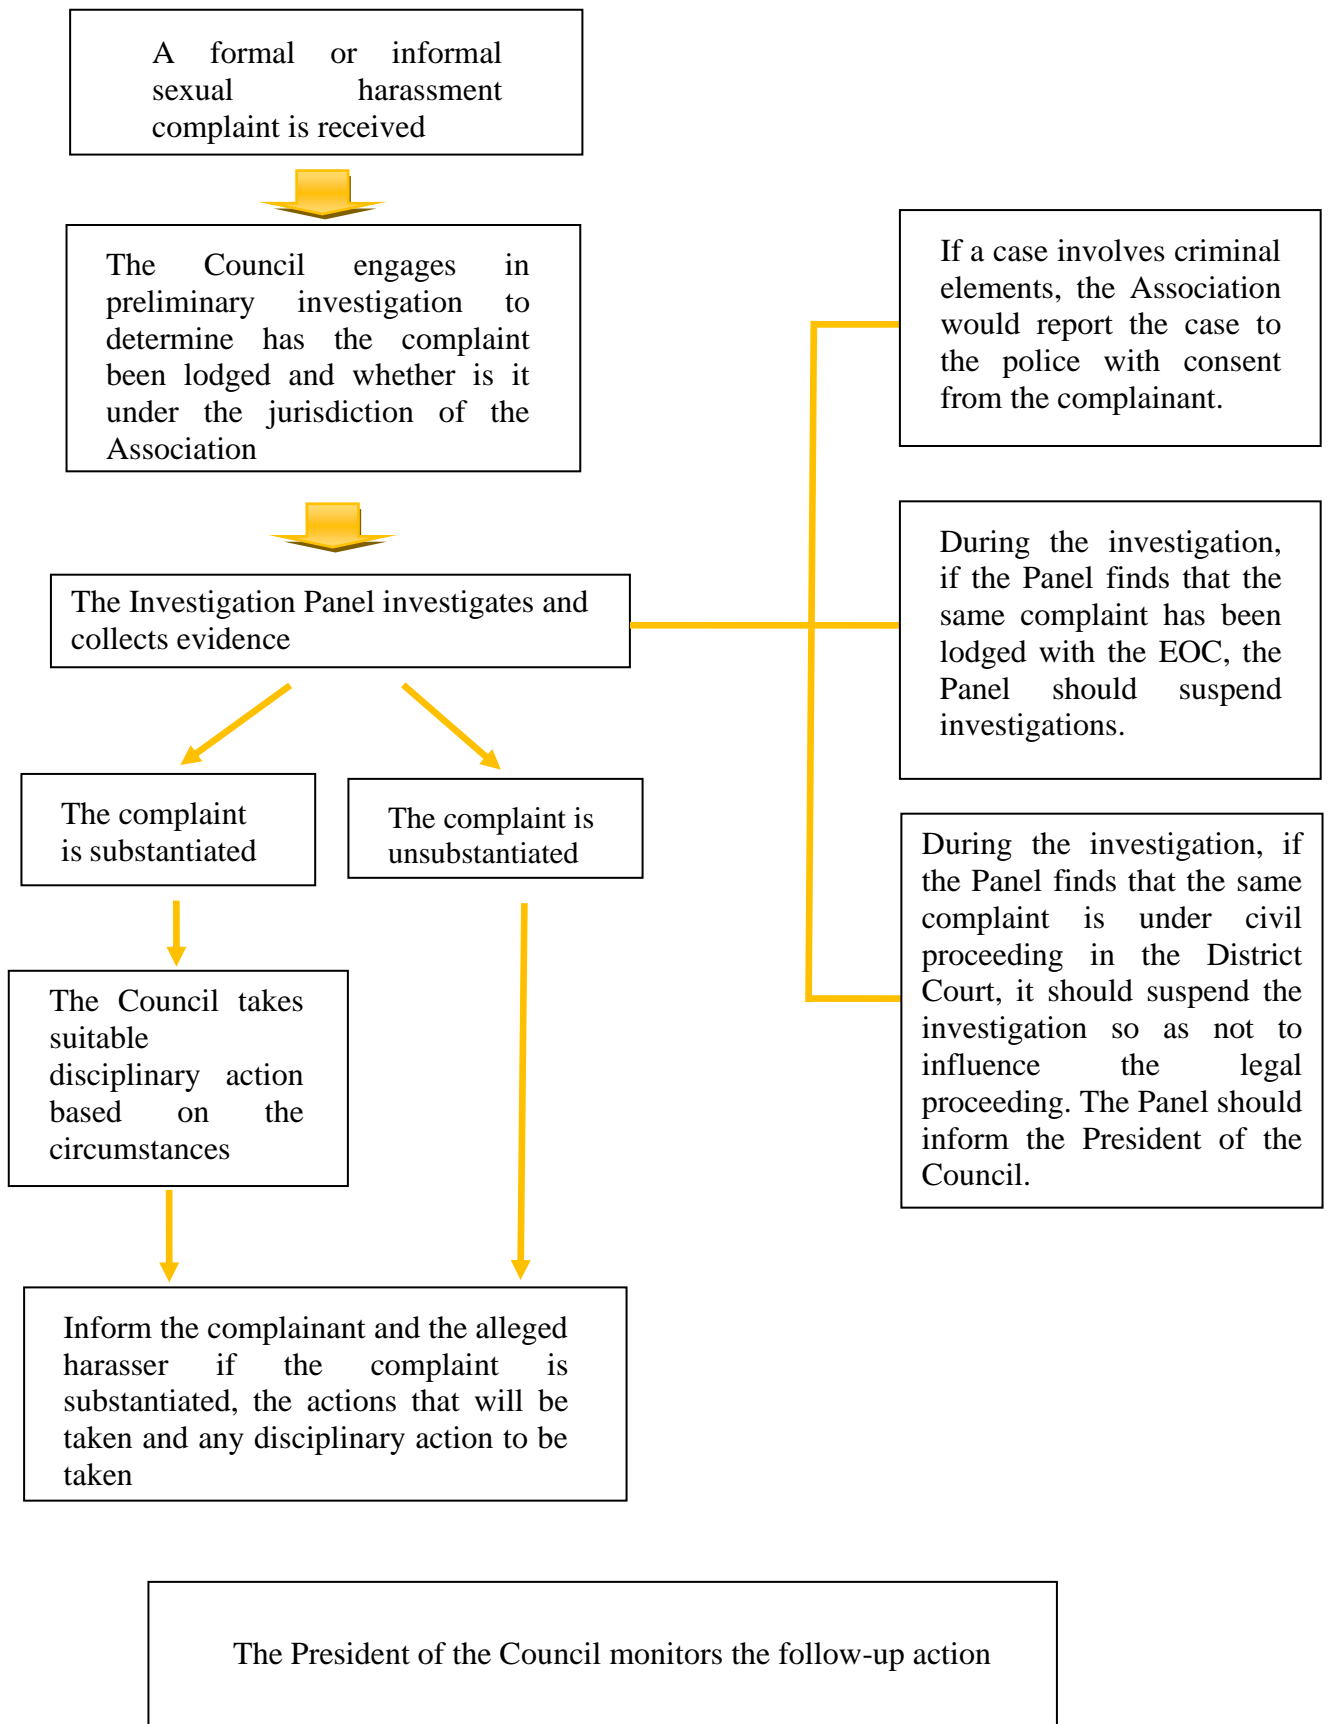 A formal or informal
sexual harassment
complaint is received
The Council engages in
preliminary investigation to
determine has the complaint
been lodged and whether is it
under the jurisdiction of the
Association
The Investigation Panel investigates and
collects evidence
If a case involves criminal
elements, the Association
would report the case to
the police with consent
from the complainant.
During the investigation,
if the Panel finds that the
same complaint has been
lodged with the EOC, the
Panel should suspend
investigations.
During the investigation, if
the Panel finds that the same
complaint is under civil
proceeding in the District
Court, it should suspend the
investigation so as not to
influence the legal
proceeding. The Panel should
inform the President of the
Council.
The complaint
is substantiated
The complaint is
unsubstantiated
The Council takes
suitable
disciplinary action
based on the
circumstances
Inform the complainant and the alleged
harasser if the complaint is
substantiated, the actions that will be
taken and any disciplinary action to be
taken
The President of the Council monitors the follow-up action